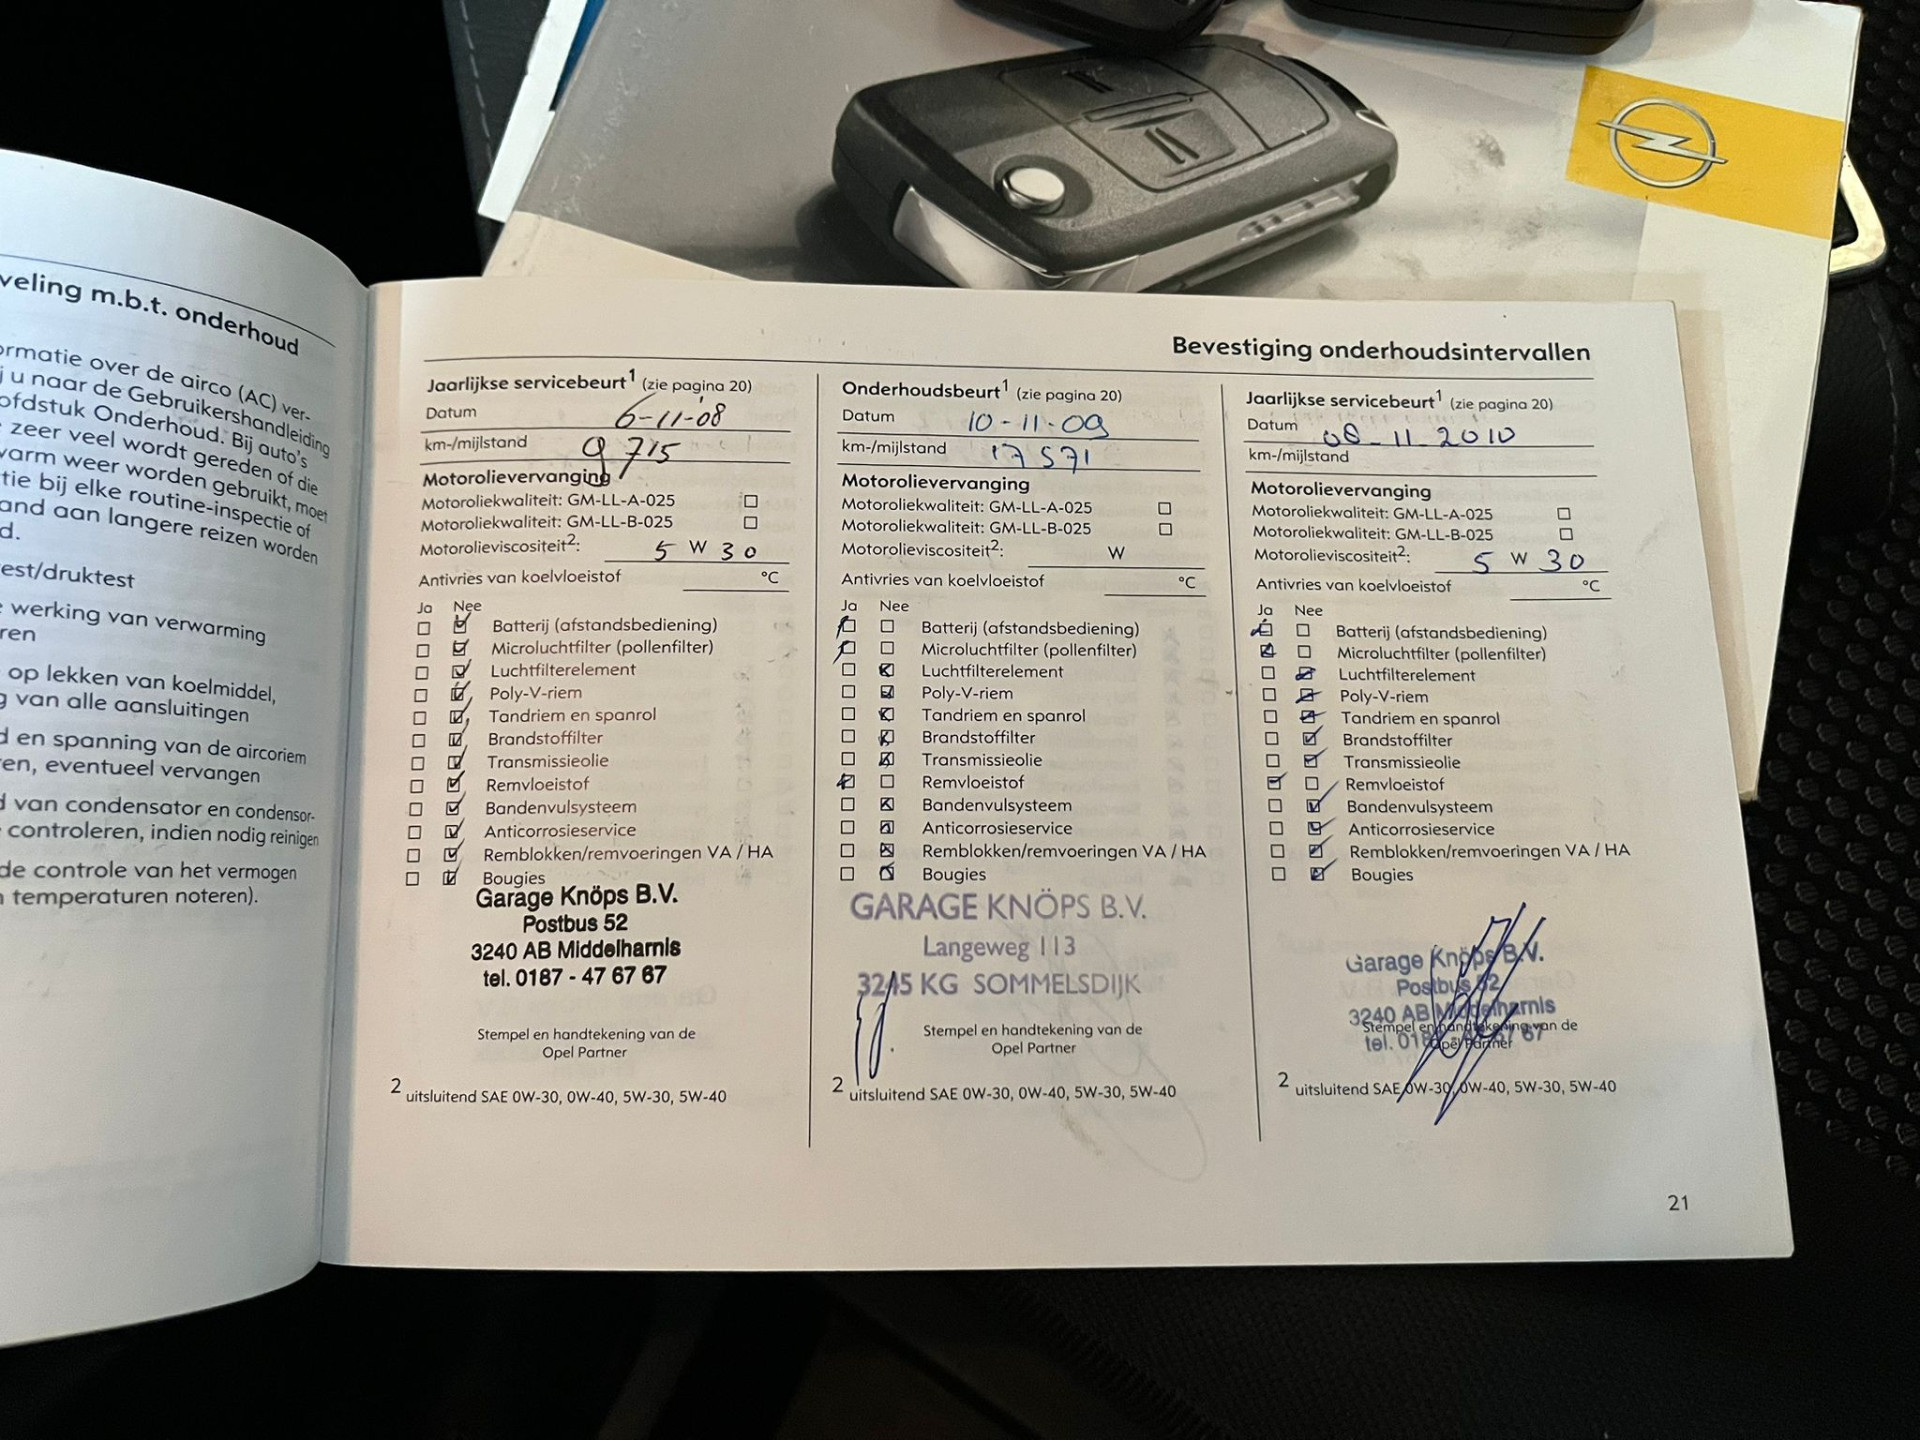 veling m.b.t. onderhoud
ormatie over de airco (AC) ver-
j u naar de Gebruikershandleiding
ofdstuk Onderhoud. Bij auto's
zeer veel wordt gereden of die
warm weer worden gebruikt, moet
tie bij elke routine-inspectie of
and aan langere reizen worden
d.
est/druktest
werking van verwarming
ren
op lekken van koelmiddel,
g van alle aansluitingen
d en spanning van de aircoriem
ren, eventueel vervangen
d van condensator en condensor-
controleren, indien nodig reinigen
de controle van het vermogen
n temperaturen noteren).
Bevestiging onderhoudsintervallen
Jaarlijkse servicebeurt1 (zie pagina 20)
Datum 6-11-'08
km-/mijlstand 9715
Motorolievervanging
Motoroliekwaliteit: GM-LL-A-025
Motoroliekwaliteit: GM-LL-B-025
Motorolieviscositeit2: 5 W 30
Antivries van koelvloeistof °C
Ja Nee
Batterij (afstandsbediening)
Microluchtfilter (pollenfilter)
Luchtfilterelement
Poly-V-riem
Tandriem en spanrol
Brandstoffilter
Transmissieolie
Remvloeistof
Bandenvulsysteem
Anticorrosieservice
Remblokken/remvoeringen VA / HA
Bougies
Garage Knöps B.V.
Postbus 52
3240 AB Middelharnis
tel. 0187 - 47 67 67
Stempel en handtekening van de
Opel Partner
2 uitsluitend SAE 0W-30, 0W-40, 5W-30, 5W-40
Onderhoudsbeurt1 (zie pagina 20)
Datum 10-11-09
km-/mijlstand 17571
Motorolievervanging
Motoroliekwaliteit: GM-LL-A-025
Motoroliekwaliteit: GM-LL-B-025
Motorolieviscositeit2: W
Antivries van koelvloeistof °C
Ja Nee
Batterij (afstandsbediening)
Microluchtfilter (pollenfilter)
Luchtfilterelement
Poly-V-riem
Tandriem en spanrol
Brandstoffilter
Transmissieolie
Remvloeistof
Bandenvulsysteem
Anticorrosieservice
Remblokken/remvoeringen VA / HA
Bougies
GARAGE KNÖPS B.V.
Langeweg 113
3245 KG SOMMELSDIJK
Stempel en handtekening van de
Opel Partner
2 uitsluitend SAE 0W-30, 0W-40, 5W-30, 5W-40
Jaarlijkse servicebeurt1 (zie pagina 20)
Datum 08-11-2010
km-/mijlstand
Motorolievervanging
Motoroliekwaliteit: GM-LL-A-025
Motoroliekwaliteit: GM-LL-B-025
Motorolieviscositeit2: 5 W 30
Antivries van koelvloeistof °C
Ja Nee
Batterij (afstandsbediening)
Microluchtfilter (pollenfilter)
Luchtfilterelement
Poly-V-riem
Tandriem en spanrol
Brandstoffilter
Transmissieolie
Remvloeistof
Bandenvulsysteem
Anticorrosieservice
Remblokken/remvoeringen VA / HA
Bougies
Garage Knöps B.V.
Postbus 52
3240 AB Middelharnis
Stempel en handtekening van de
tel. 0187 - 47 67 67
Opel Partner
2 uitsluitend SAE 0W-30, 0W-40, 5W-30, 5W-40
21